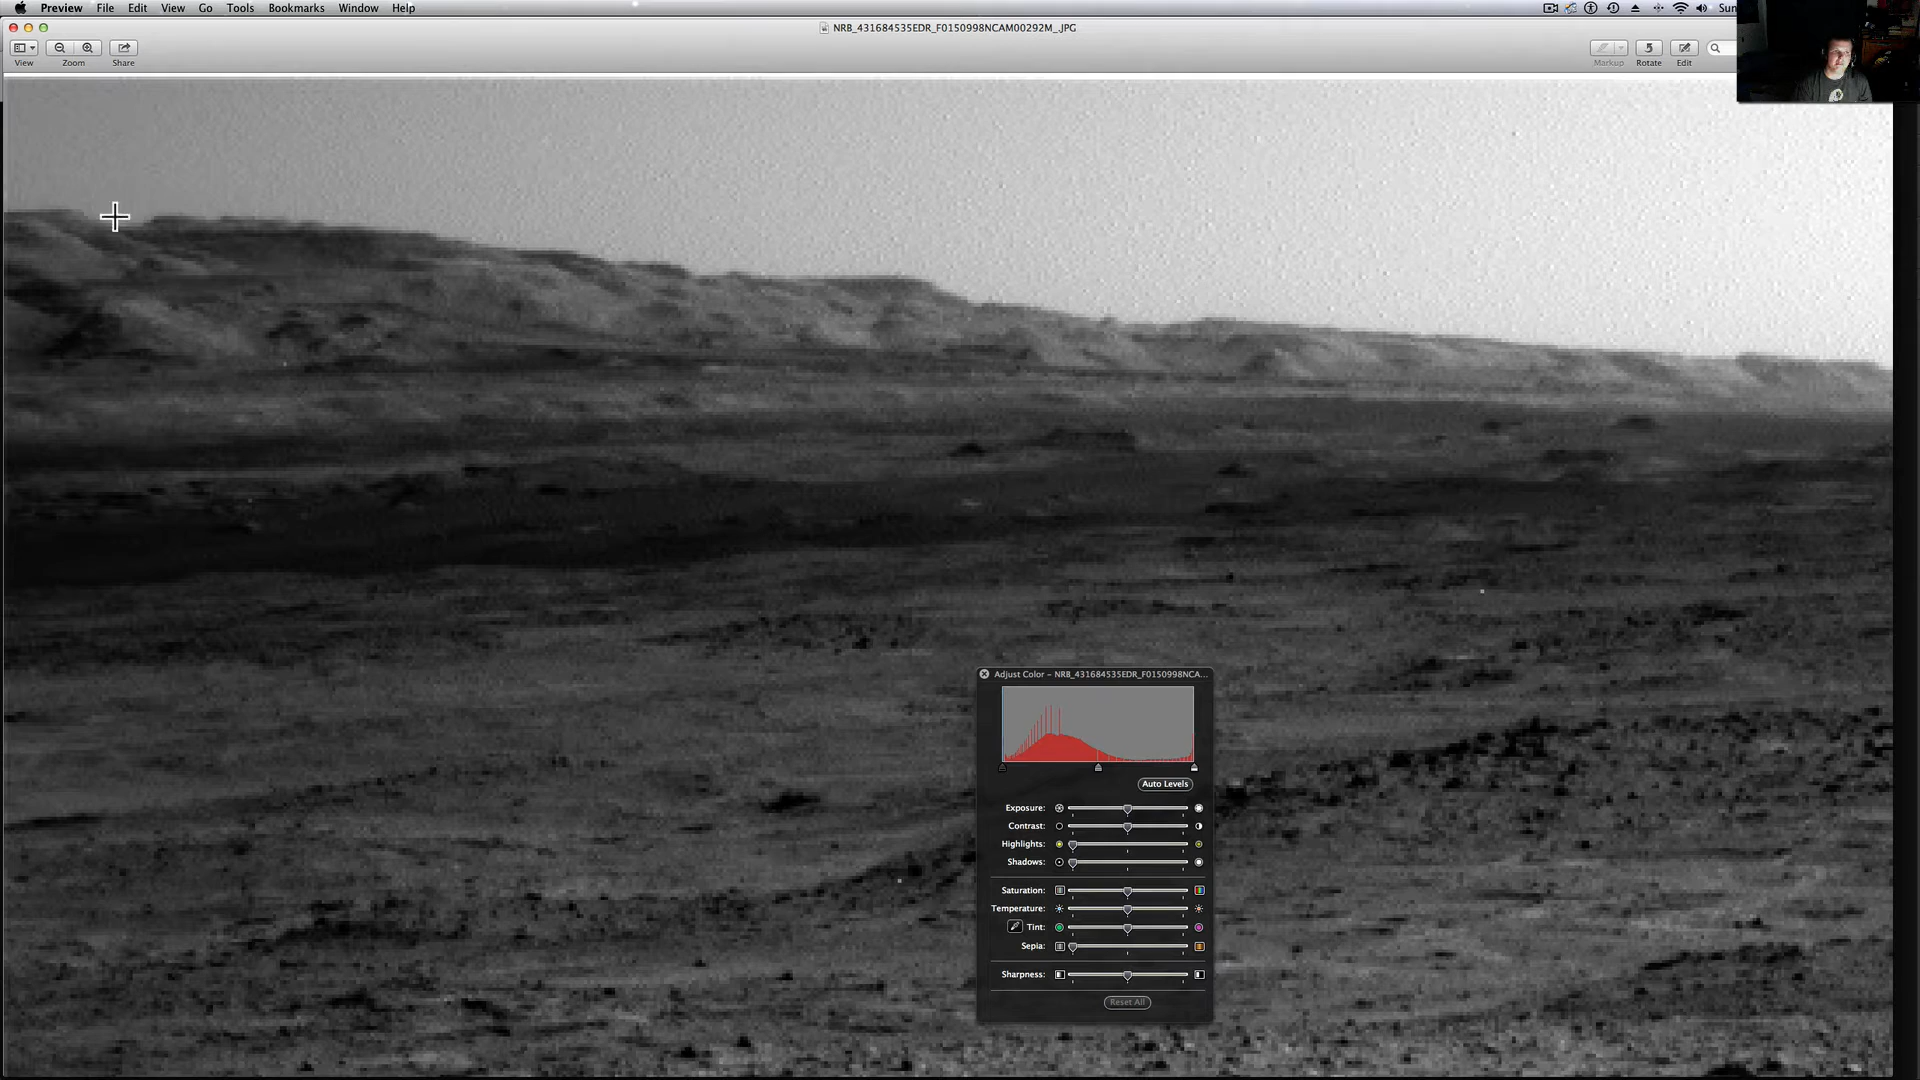 Preview File Edit View Go Tools Bookmarks Window Help
Sun
NRB_431684535EDR_F0150998NCAM00292M_.JPG
View Zoom Share
Markup Rotate Edit
Adjust Color - NRB_431684535EDR_F0150998NCA...
Auto Levels
Exposure:
Contrast:
Highlights:
Shadows:
Saturation:
Temperature:
Tint:
Sepia:
Sharpness:
Reset All